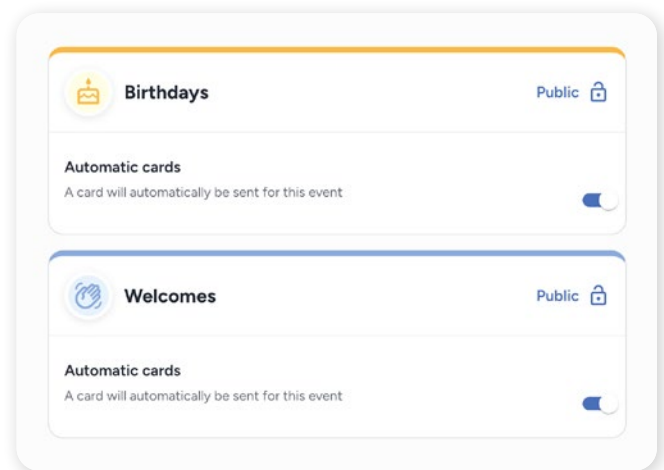 Birthdays
Public
Automatic cards
A card will automatically be sent for this event
Welcomes
Public
Automatic cards
A card will automatically be sent for this event